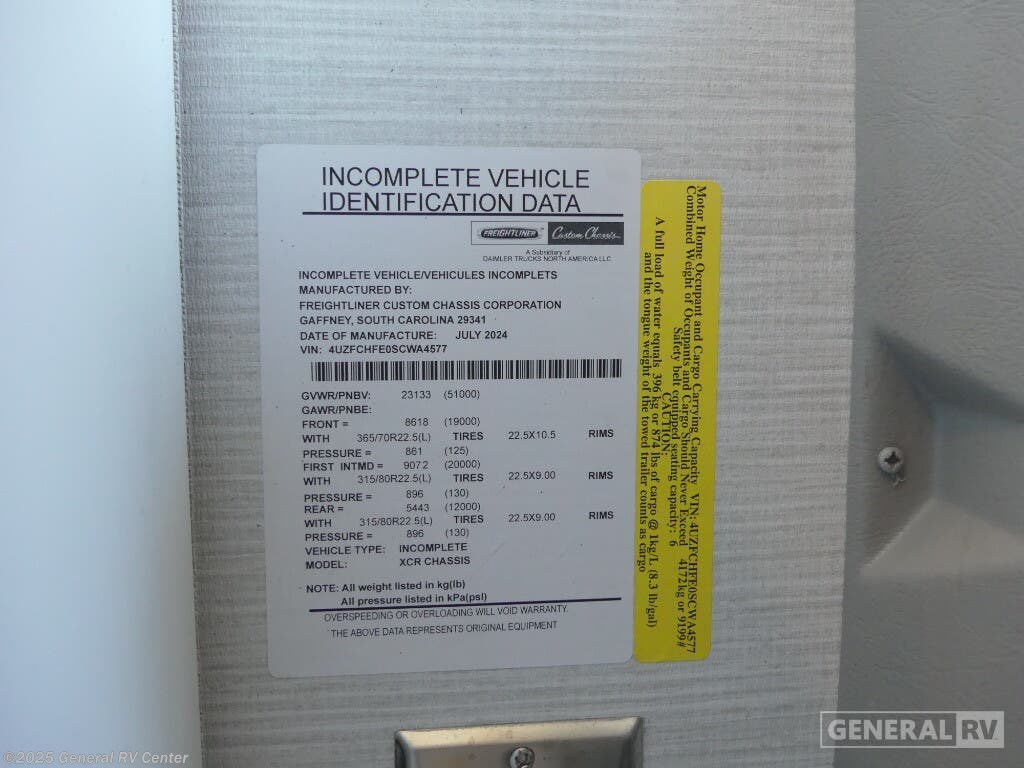 INCOMPLETE VEHICLE
IDENTIFICATION DATA
FREIGHTLINER Custom Chassis
A Subsidiary of
DAIMLER TRUCKS NORTH AMERICA LLC.
INCOMPLETE VEHICLE/VEHICULES INCOMPLETS
MANUFACTURED BY:
FREIGHTLINER CUSTOM CHASSIS CORPORATION
GAFFNEY, SOUTH CAROLINA 29341
DATE OF MANUFACTURE: JULY 2024
VIN: 4UZFCHFE0SCWA4577
GVWR/PNBV: 23133 (51000)
GAWR/PNBE:
FRONT = 8618 (19000)
WITH 365/70R22.5(L) TIRES 22.5X10.5 RIMS
PRESSURE = 861 (125)
FIRST INTMD = 9072 (20000)
WITH 315/80R22.5(L) TIRES 22.5X9.00 RIMS
PRESSURE = 896 (130)
REAR = 5443 (12000)
WITH 315/80R22.5(L) TIRES 22.5X9.00 RIMS
PRESSURE = 896 (130)
VEHICLE TYPE: INCOMPLETE
MODEL: XCR CHASSIS
NOTE: All weight listed in kg(lb)
All pressure listed in kPa(psi)
OVERSPEEDING OR OVERLOADING WILL VOID WARRANTY.
THE ABOVE DATA REPRESENTS ORIGINAL EQUIPMENT
Motor Home Occupant and Cargo Carrying Capacity VIN: 4UZFCHFE0SCWA4577
Combined Weight of Occupants and Cargo Should Never Exceed 4172kg or 9199#
Safety belt equipped seating capacity: 6
CAUTION:
A full load of water equals 396 kg or 874 lbs of cargo @ 1kg/L (8.3 lb/gal)
and the tongue weight of the towed trailer counts as cargo
GENERAL RV
©2025 General RV Center